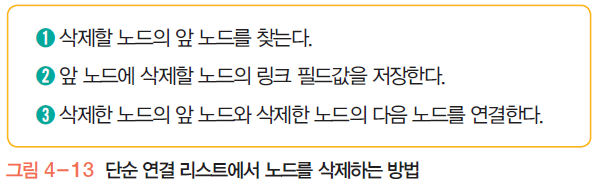 ❶ 삭제할 노드의 앞 노드를 찾는다.
❷ 앞 노드에 삭제할 노드의 링크 필드값을 저장한다.
❸ 삭제한 노드의 앞 노드와 삭제한 노드의 다음 노드를 연결한다.
그림 4-13 단순 연결 리스트에서 노드를 삭제하는 방법